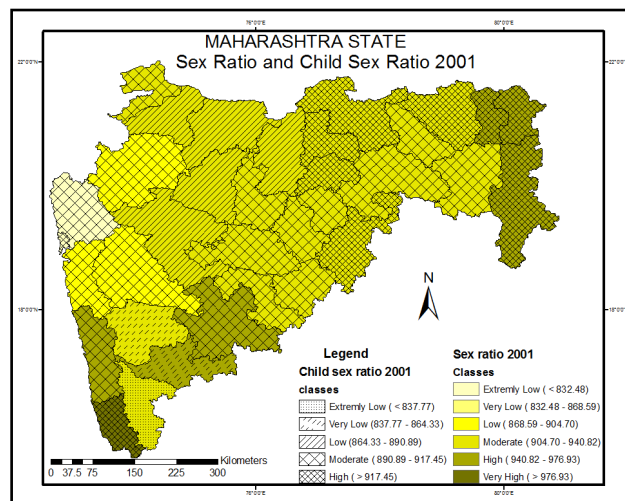 76°0'0"E
80°0'0"E
MAHARASHTRA STATE
Sex Ratio and Child Sex Ratio 2001
22°0'0"N
22°0'0"N
N
18°0'0"N
18°0'0"N
Legend
Child sex ratio 2001
classes
Extremly Low ( <837.77)
Very Low (837.77 - 864.33)
Low (864.33 - 890.89)
Moderate (890.89 - 917.45)
High (> 917.45)
Sex ratio 2001
Classes
Extremly Low ( <832.48)
Very Low ( 832.48 - 868.59)
Low ( 868.59 - 904.70)
Moderate (904.70 - 940.82)
High ( 940.82 - 976.93)
Very High ( > 976.93)
Kilometers
0 37.5 75 150 225 300
76°0'0"E
80°0'0"E